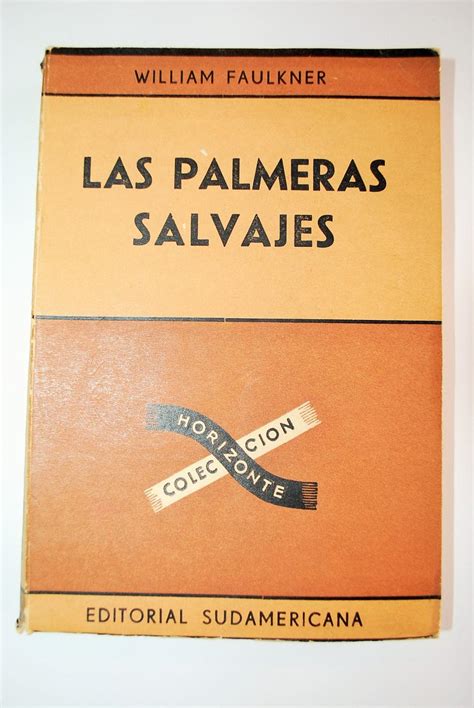 WILLIAM FAULKNER
LAS PALMERAS
SALVAJES
COLECCION
HORIZONTE
EDITORIAL SUDAMERICANA